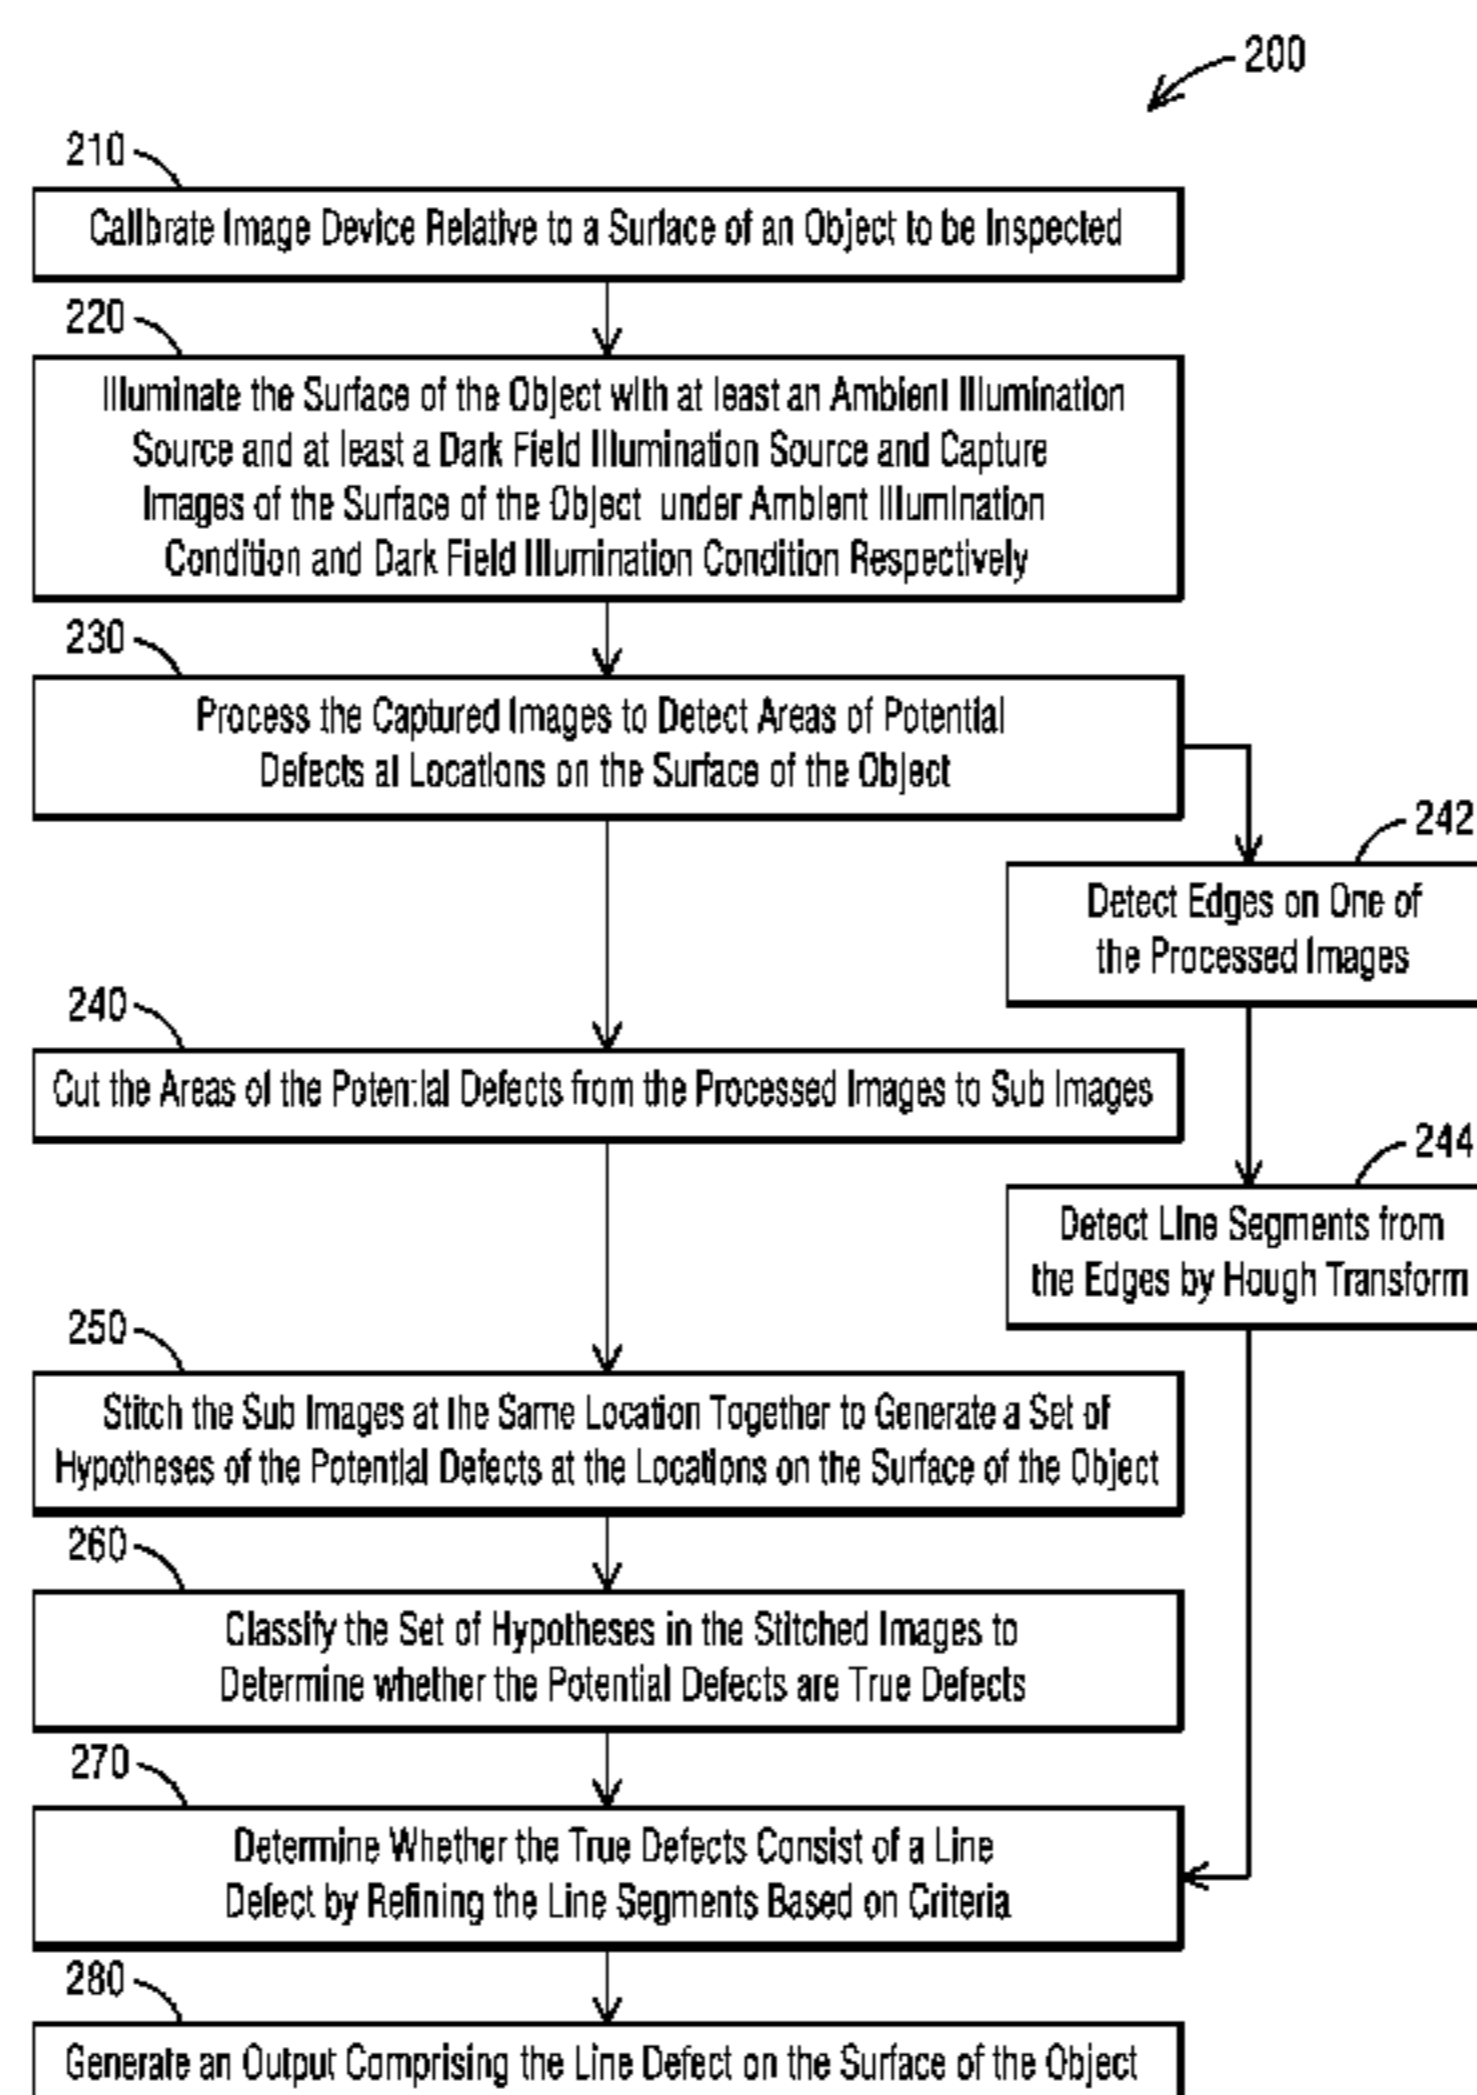 200
210
Calibrate Image Device Relative to a Surface of an Object to be Inspected
220
Illuminate the Surface of the Object with at least an Ambient Illumination
Source and at least a Dark Field Illumination Source and Capture
Images of the Surface of the Object under Ambient Illumination
Condition and Dark Field Illumination Condition Respectively
230
Process the Captured Images to Detect Areas of Potential
Defects at Locations on the Surface of the Object
242
Detect Edges on One of
the Processed Images
240
Cut the Areas of the Potential Defects from the Processed Images to Sub Images
244
Detect Line Segments from
the Edges by Hough Transform
250
Stitch the Sub Images at the Same Location Together to Generate a Set of
Hypotheses of the Potential Defects at the Locations on the Surface of the Object
260
Classify the Set of Hypotheses in the Stitched Images to
Determine whether the Potential Defects are True Defects
270
Determine Whether the True Defects Consist of a Line
Defect by Refining the Line Segments Based on Criteria
280
Generate an Output Comprising the Line Defect on the Surface of the Object